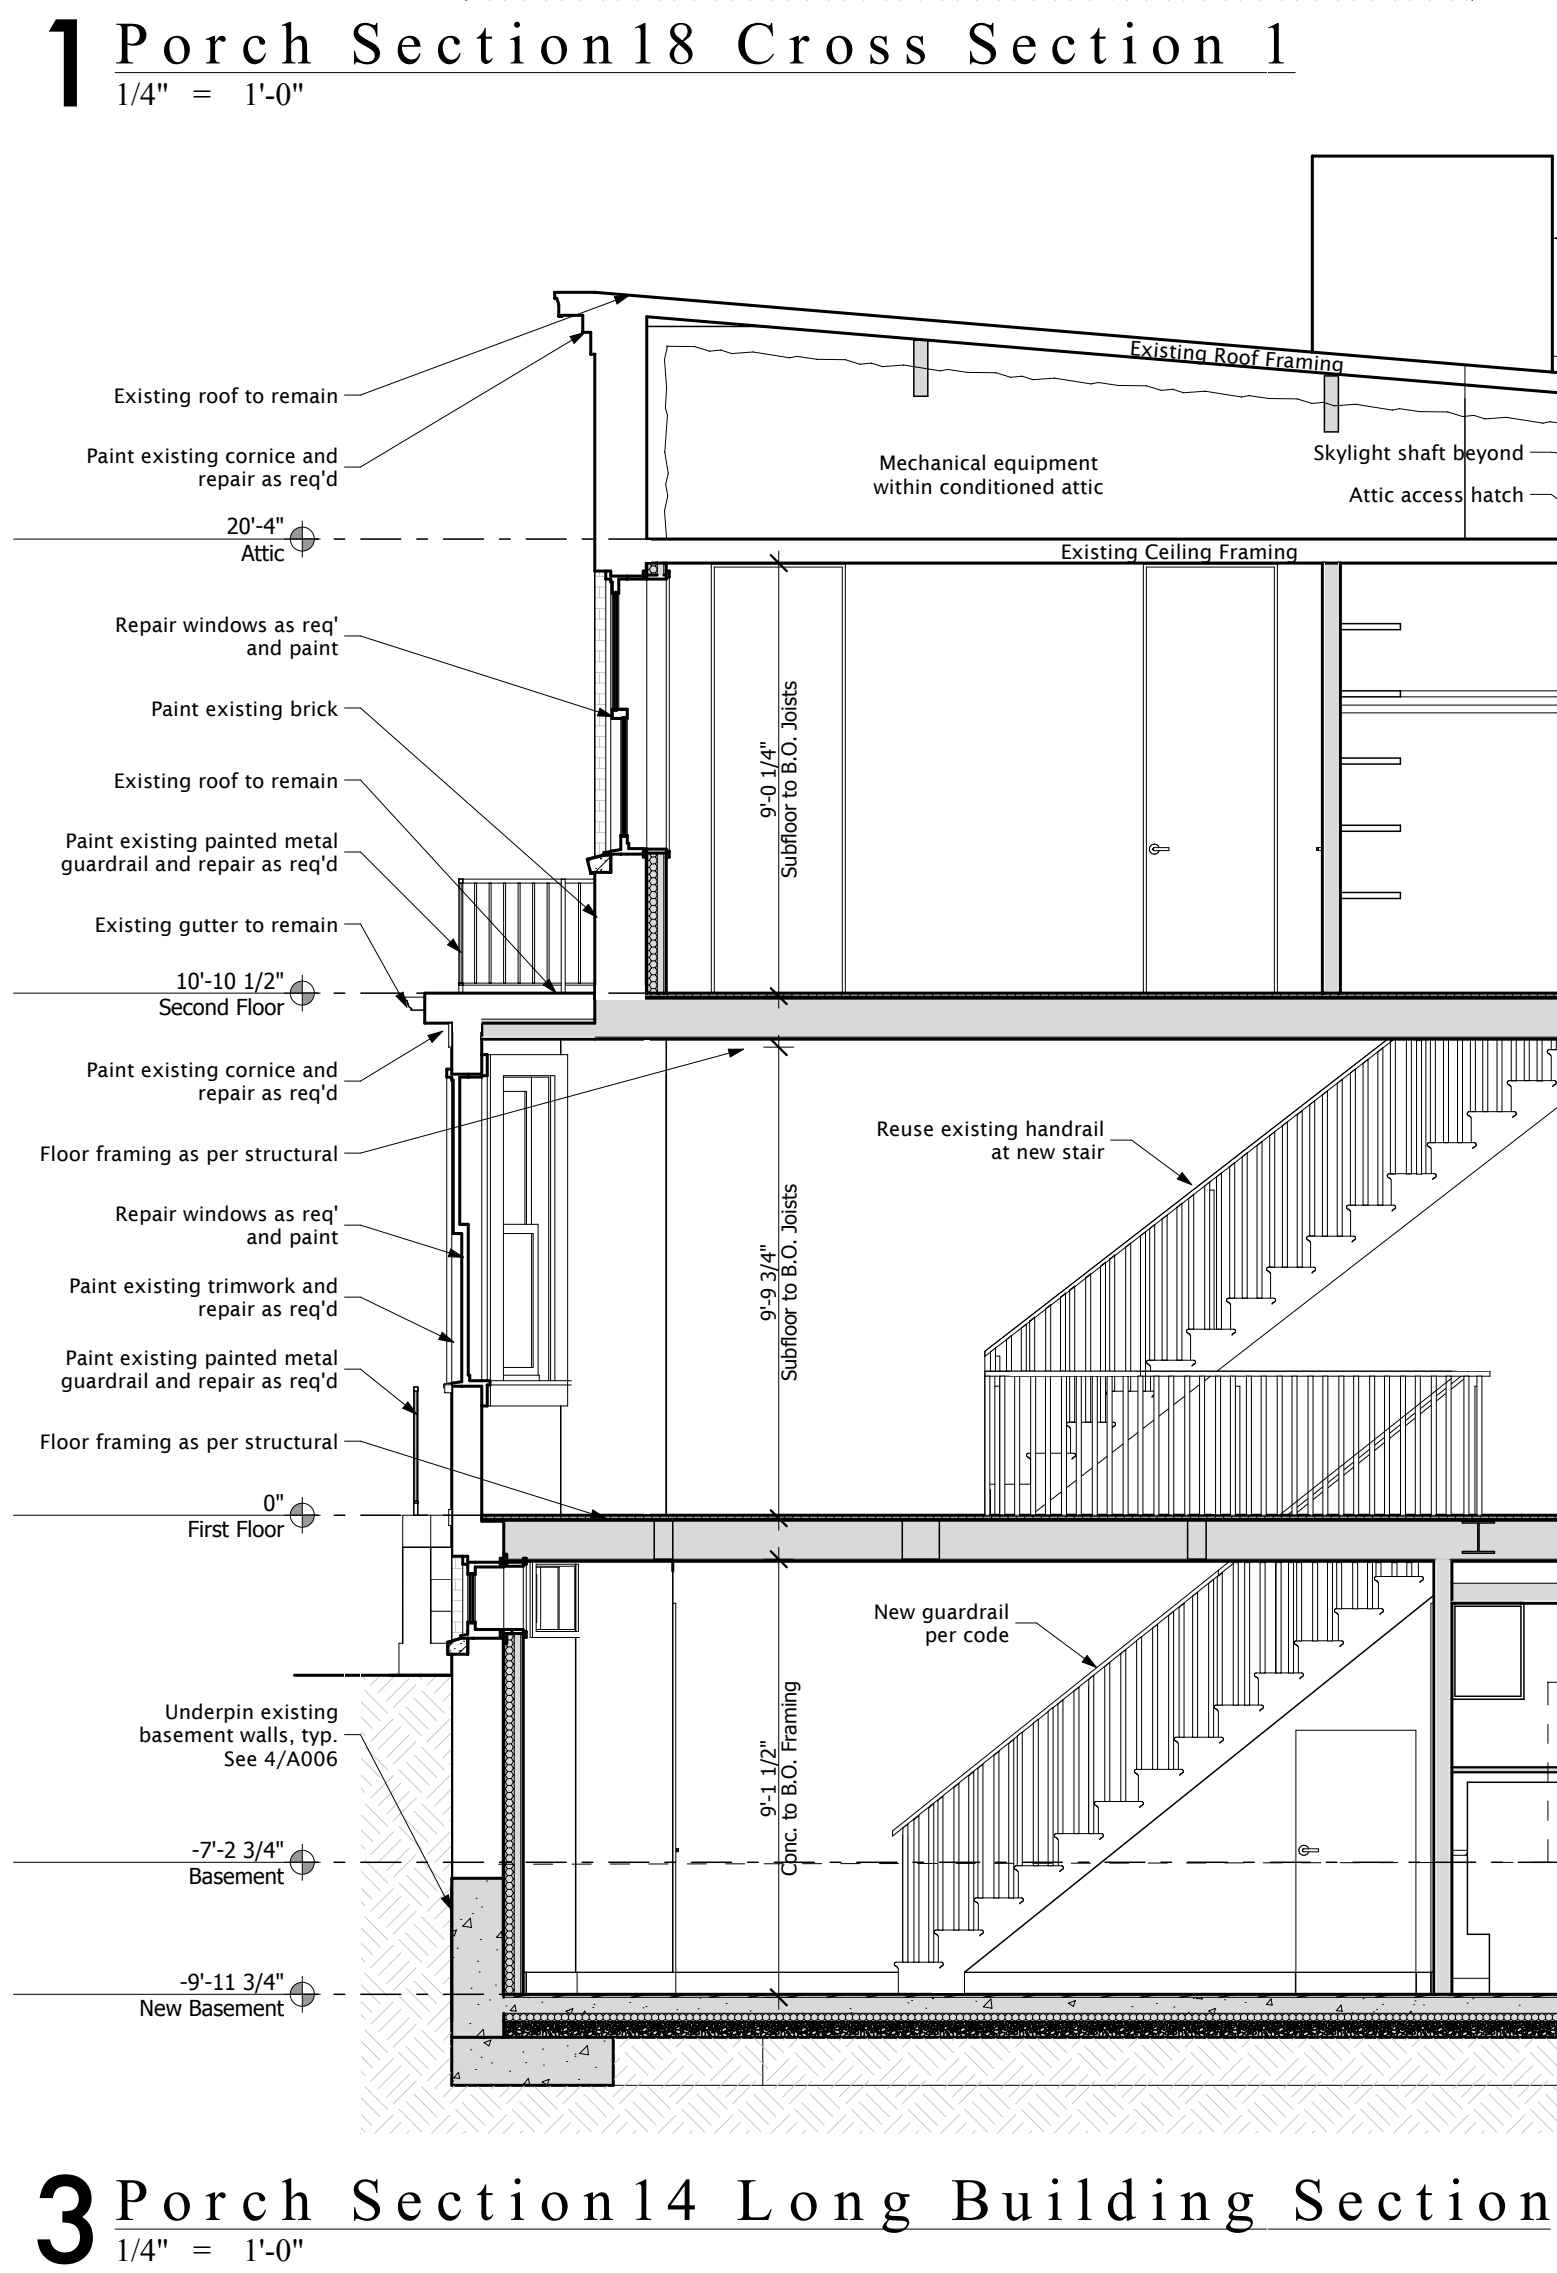 1 Porch Section18 Cross Section 1
1/4" = 1'-0"
Existing Roof Framing
Existing roof to remain
Paint existing cornice and
repair as req'd
Mechanical equipment
within conditioned attic
Skylight shaft beyond
Attic access hatch
20'-4"
Attic
Existing Ceiling Framing
Repair windows as req'
and paint
Paint existing brick
9'-0 1/4"
Subfloor to B.O. Joists
Existing roof to remain
Paint existing painted metal
guardrail and repair as req'd
Existing gutter to remain
10'-10 1/2"
Second Floor
Paint existing cornice and
repair as req'd
Reuse existing handrail
at new stair
Floor framing as per structural
Repair windows as req'
and paint
9'-9 3/4"
Subfloor to B.O. Joists
Paint existing trimwork and
repair as req'd
Paint existing painted metal
guardrail and repair as req'd
Floor framing as per structural
0"
First Floor
New guardrail
per code
Underpin existing
basement walls, typ.
See 4/A006
9'-1 1/2"
Conc. to B.O. Framing
-7'-2 3/4"
Basement
-9'-11 3/4"
New Basement
3 Porch Section14 Long Building Section
1/4" = 1'-0"